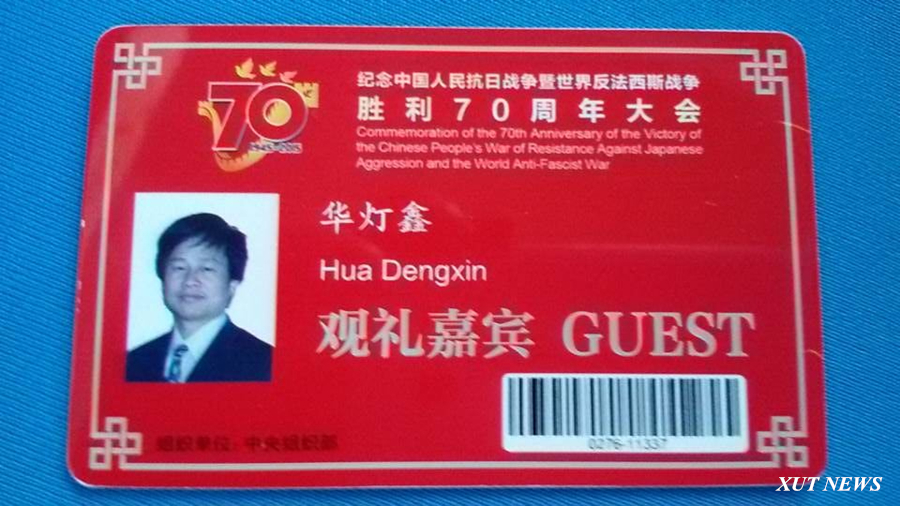 70
1945-2015
纪念中国人民抗日战争暨世界反法西斯战争
胜利70周年大会
Commemoration of the 70th Anniversary of the Victory of
the Chinese People's War of Resistance Against Japanese
Aggression and the World Anti-Fascist War
华灯鑫
Hua Dengxin
观礼嘉宾 GUEST
0276-11337
组织单位：中央组织部
XUT NEWS